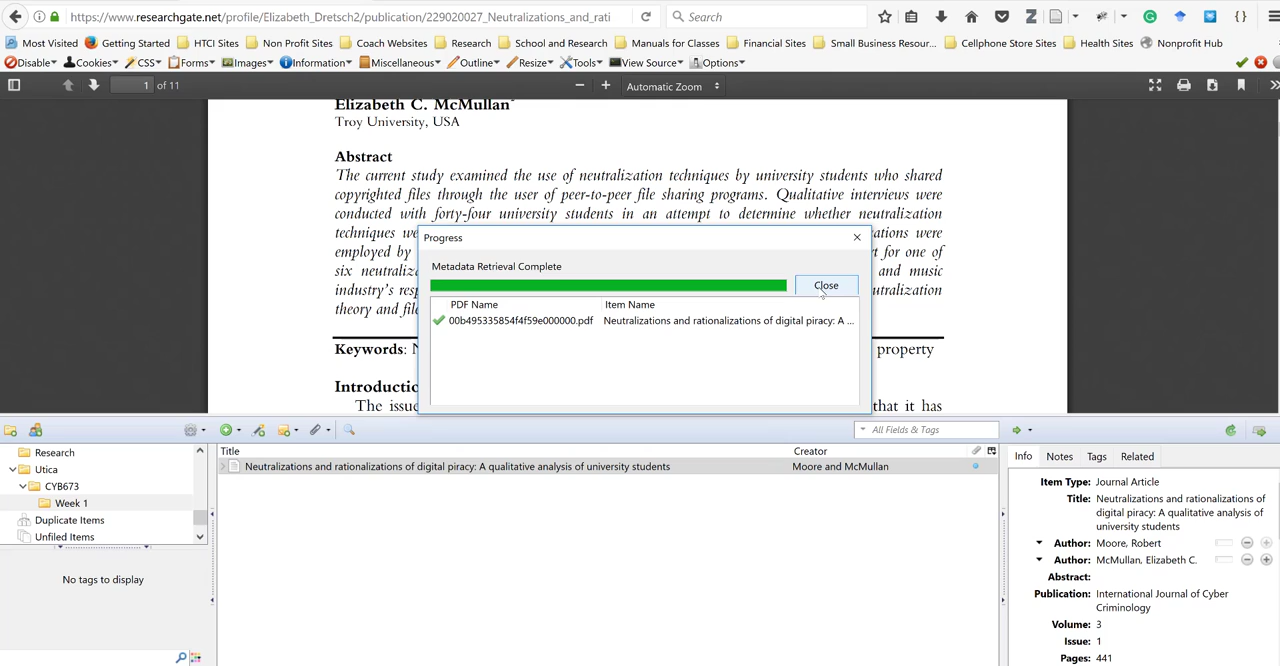 https://www.researchgate.net/profile/Elizabeth_Dretsch2/publication/229020027_Neutralizations_and_rati
Search
Most Visited Getting Started HTCI Sites Non Profit Sites Coach Websites Research School and Research Manuals for Classes Financial Sites Small Business Resour... Cellphone Store Sites Health Sites Nonprofit Hub
Disable Cookies CSS Forms Images Information Miscellaneous Outline Resize Tools View Source Options
1 of 11
Automatic Zoom
Elizabeth C. McMullan
Troy University, USA
Abstract
The current study examined the use of neutralization techniques by university students who shared
copyrighted files through the user of peer-to-peer file sharing programs. Qualitative interviews were
conducted with forty-four university students in an attempt to determine whether neutralization
techniques we
employed by
six neutraliz
industry's res
theory and fil
Keywords: N
property
Introductio
The issu
that it has
Progress
Metadata Retrieval Complete
Close
PDF Name Item Name
00b495335854f4f59e000000.pdf Neutralizations and rationalizations of digital piracy: A ...
All Fields & Tags
Research
Utica
CYB673
Week 1
Duplicate Items
Unfiled Items
No tags to display
Title Creator
Neutralizations and rationalizations of digital piracy: A qualitative analysis of university students Moore and McMullan
Info Notes Tags Related
Item Type: Journal Article
Title: Neutralizations and rationalizations of
digital piracy: A qualitative analysis of
university students
Author: Moore, Robert
Author: McMullan, Elizabeth C.
Abstract:
Publication: International Journal of Cyber
Criminology
Volume: 3
Issue: 1
Pages: 441